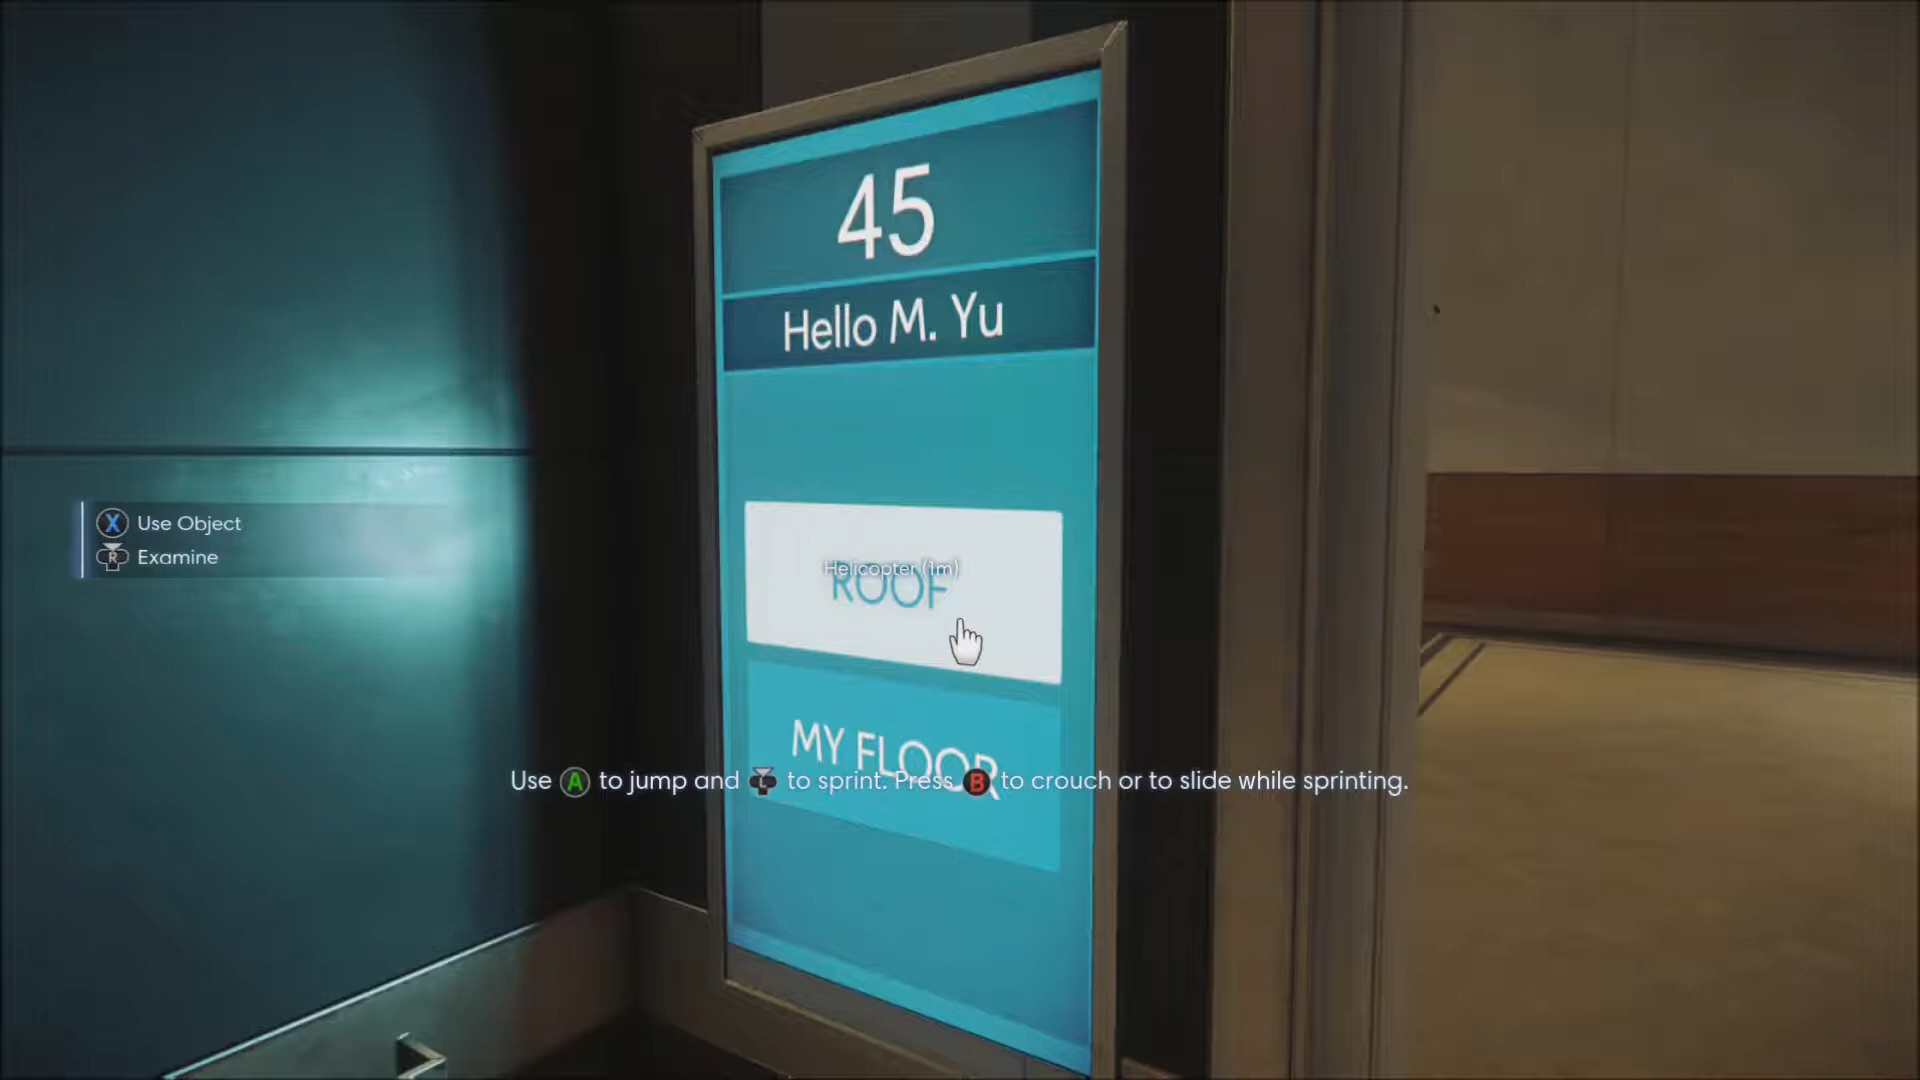 45
Hello M. Yu
X Use Object
R Examine
Helicopter (1m)
ROOF
MY FLOOR
Use A to jump and L to sprint. Press B to crouch or to slide while sprinting.